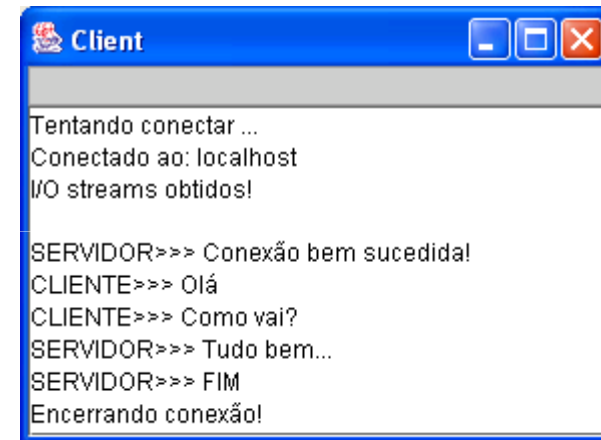 Client
Tentando conectar ...
Conectado ao: localhost
I/O streams obtidos!
SERVIDOR>>> Conexão bem sucedida!
CLIENTE>>> Olá
CLIENTE>>> Como vai?
SERVIDOR>>> Tudo bem...
SERVIDOR>>> FIM
Encerrando conexão!